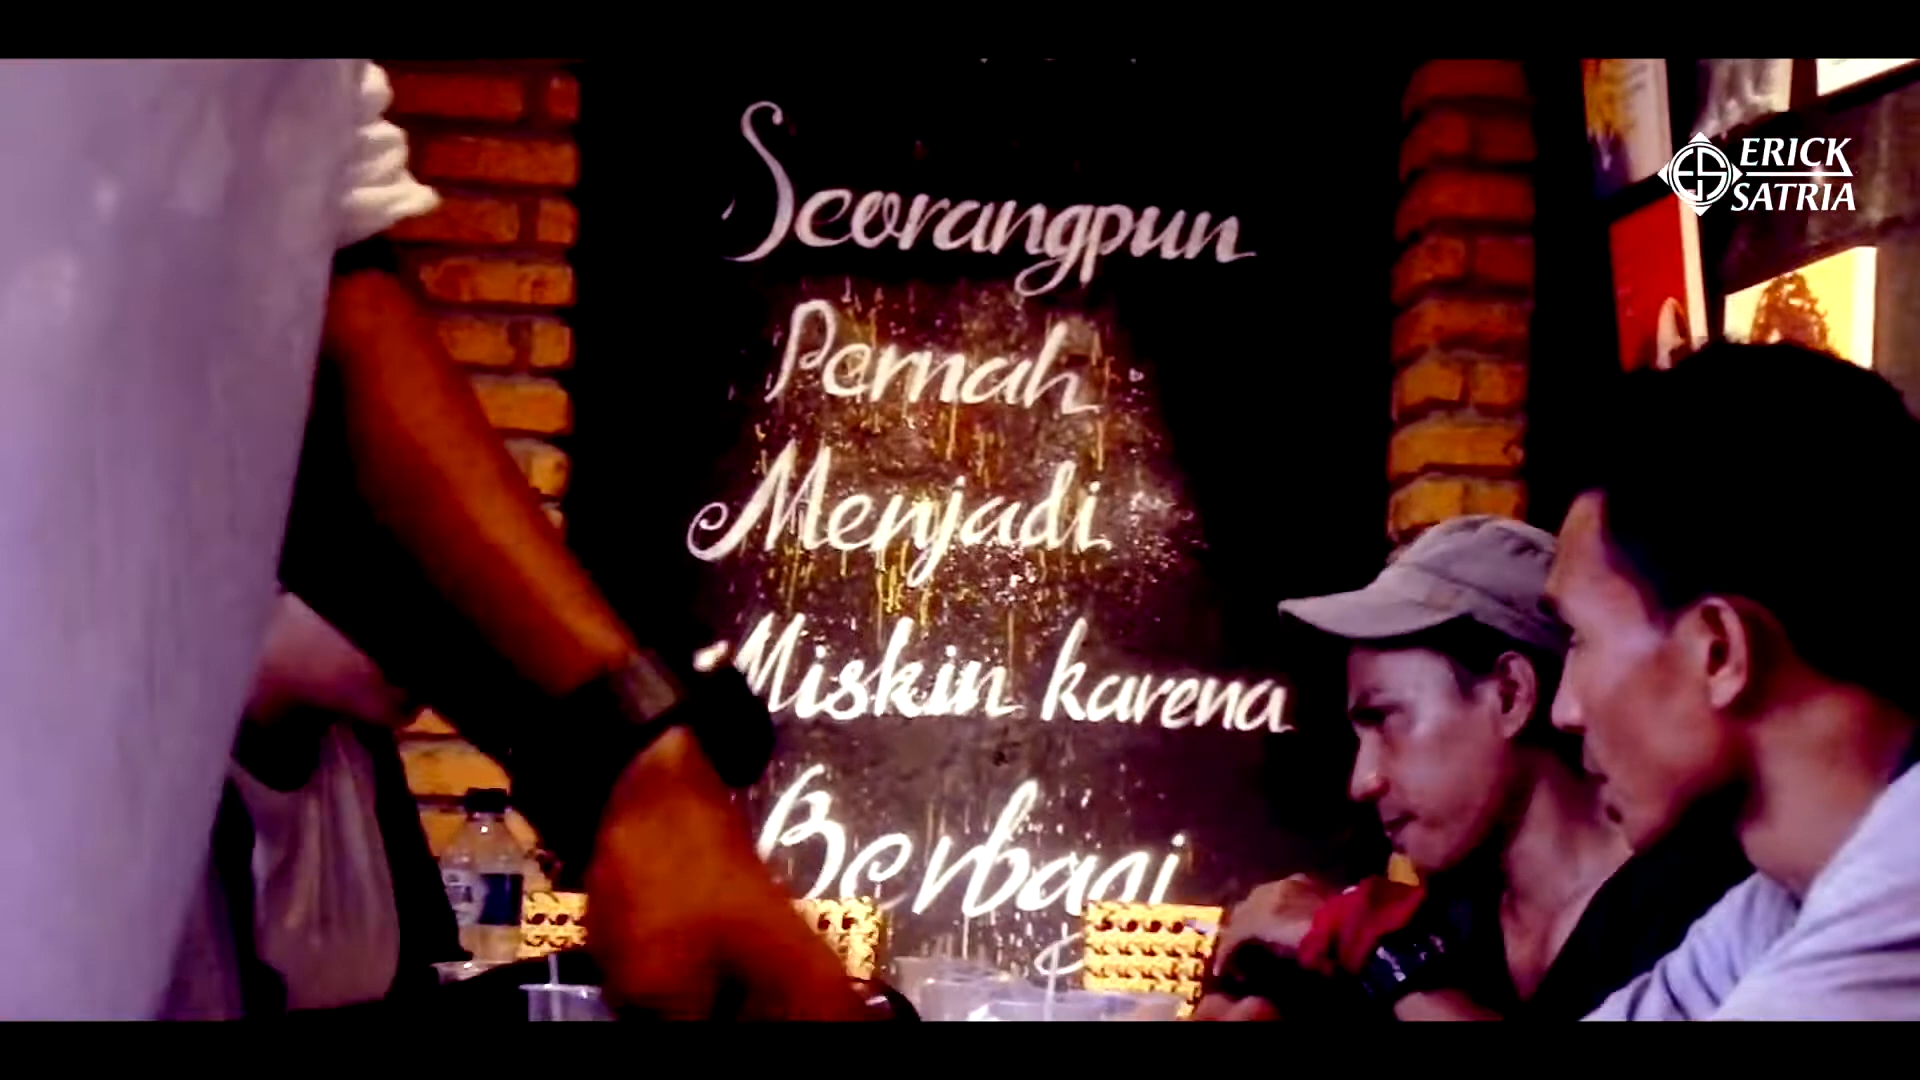 Seorangpun
Pernah
Menjadi
Miskin karena
Berbagi
ERICK
SATRIA